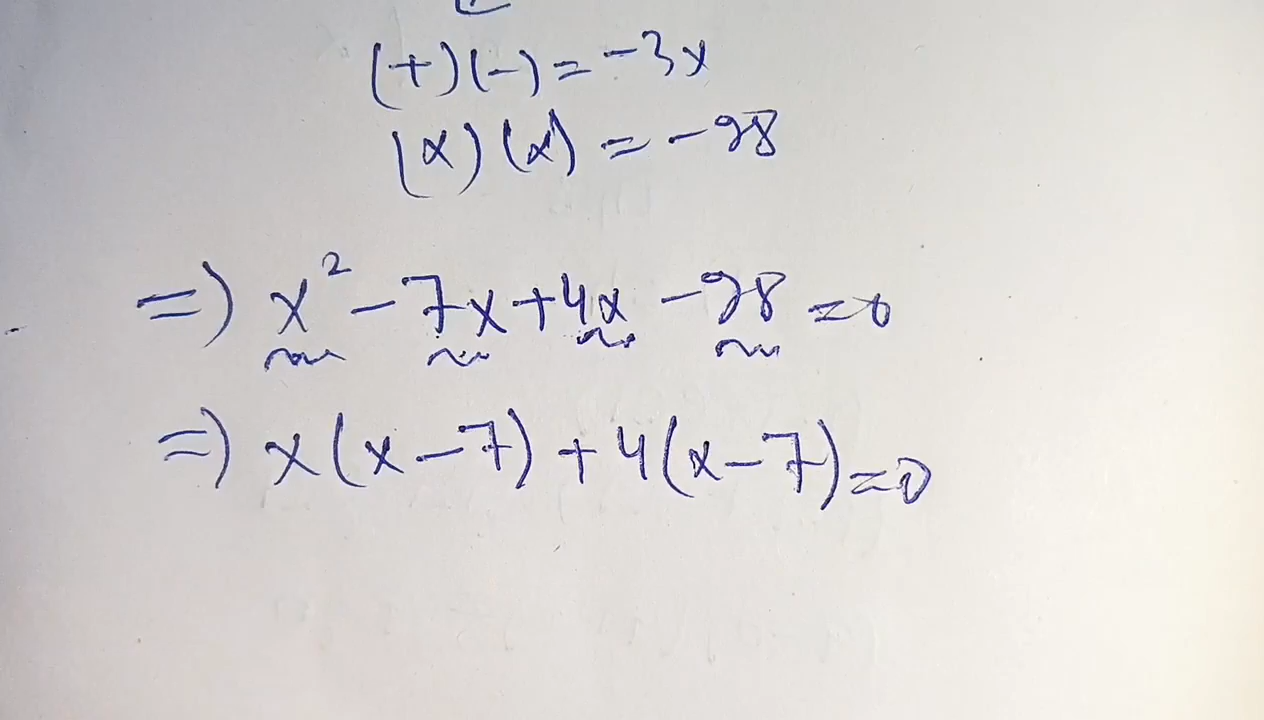 (+)(-) = -3x
(x)(x) = -28
=) x² - 7x + 4x - 28 = 0
=) x(x-7) + 4(x-7) = 0